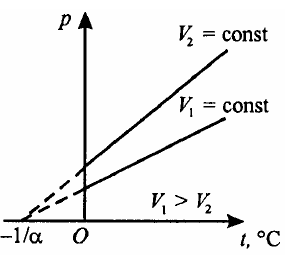 p
V₂ = const
V₁ = const
V₁ > V₂
−1/α O t, °C